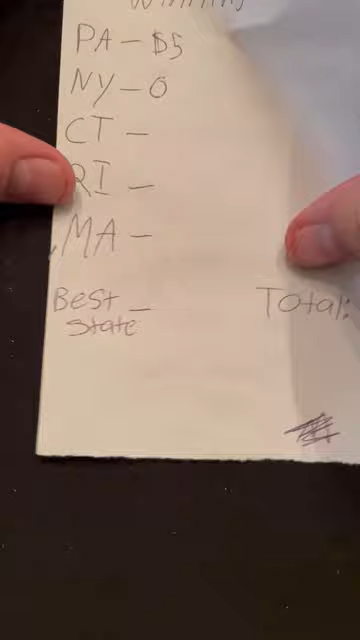 PA - $5
NY - 0
CT -
RI -
MA -
Best State -
Total: